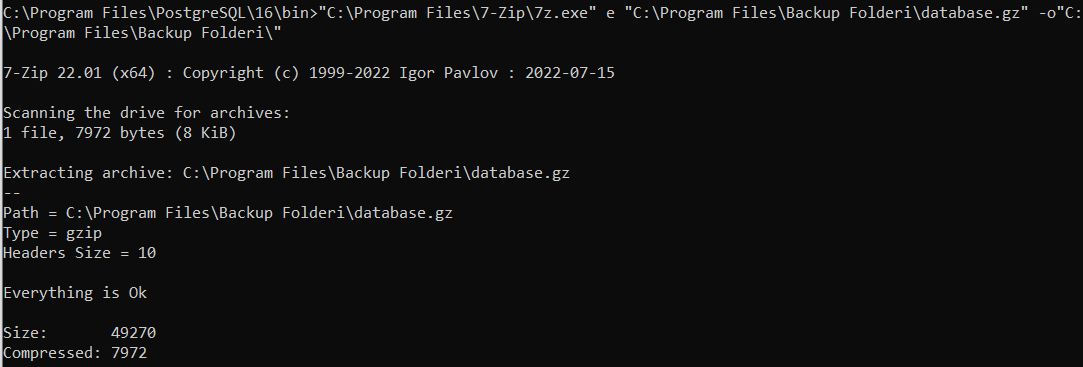 C:\Program Files\PostgreSQL\16\bin>"C:\Program Files\7-Zip\7z.exe" e "C:\Program Files\Backup Folderi\database.gz" -o"C:
\Program Files\Backup Folderi\"
7-Zip 22.01 (x64) : Copyright (c) 1999-2022 Igor Pavlov : 2022-07-15
Scanning the drive for archives:
1 file, 7972 bytes (8 KiB)
Extracting archive: C:\Program Files\Backup Folderi\database.gz
--
Path = C:\Program Files\Backup Folderi\database.gz
Type = gzip
Headers Size = 10
Everything is Ok
Size:       49270
Compressed: 7972